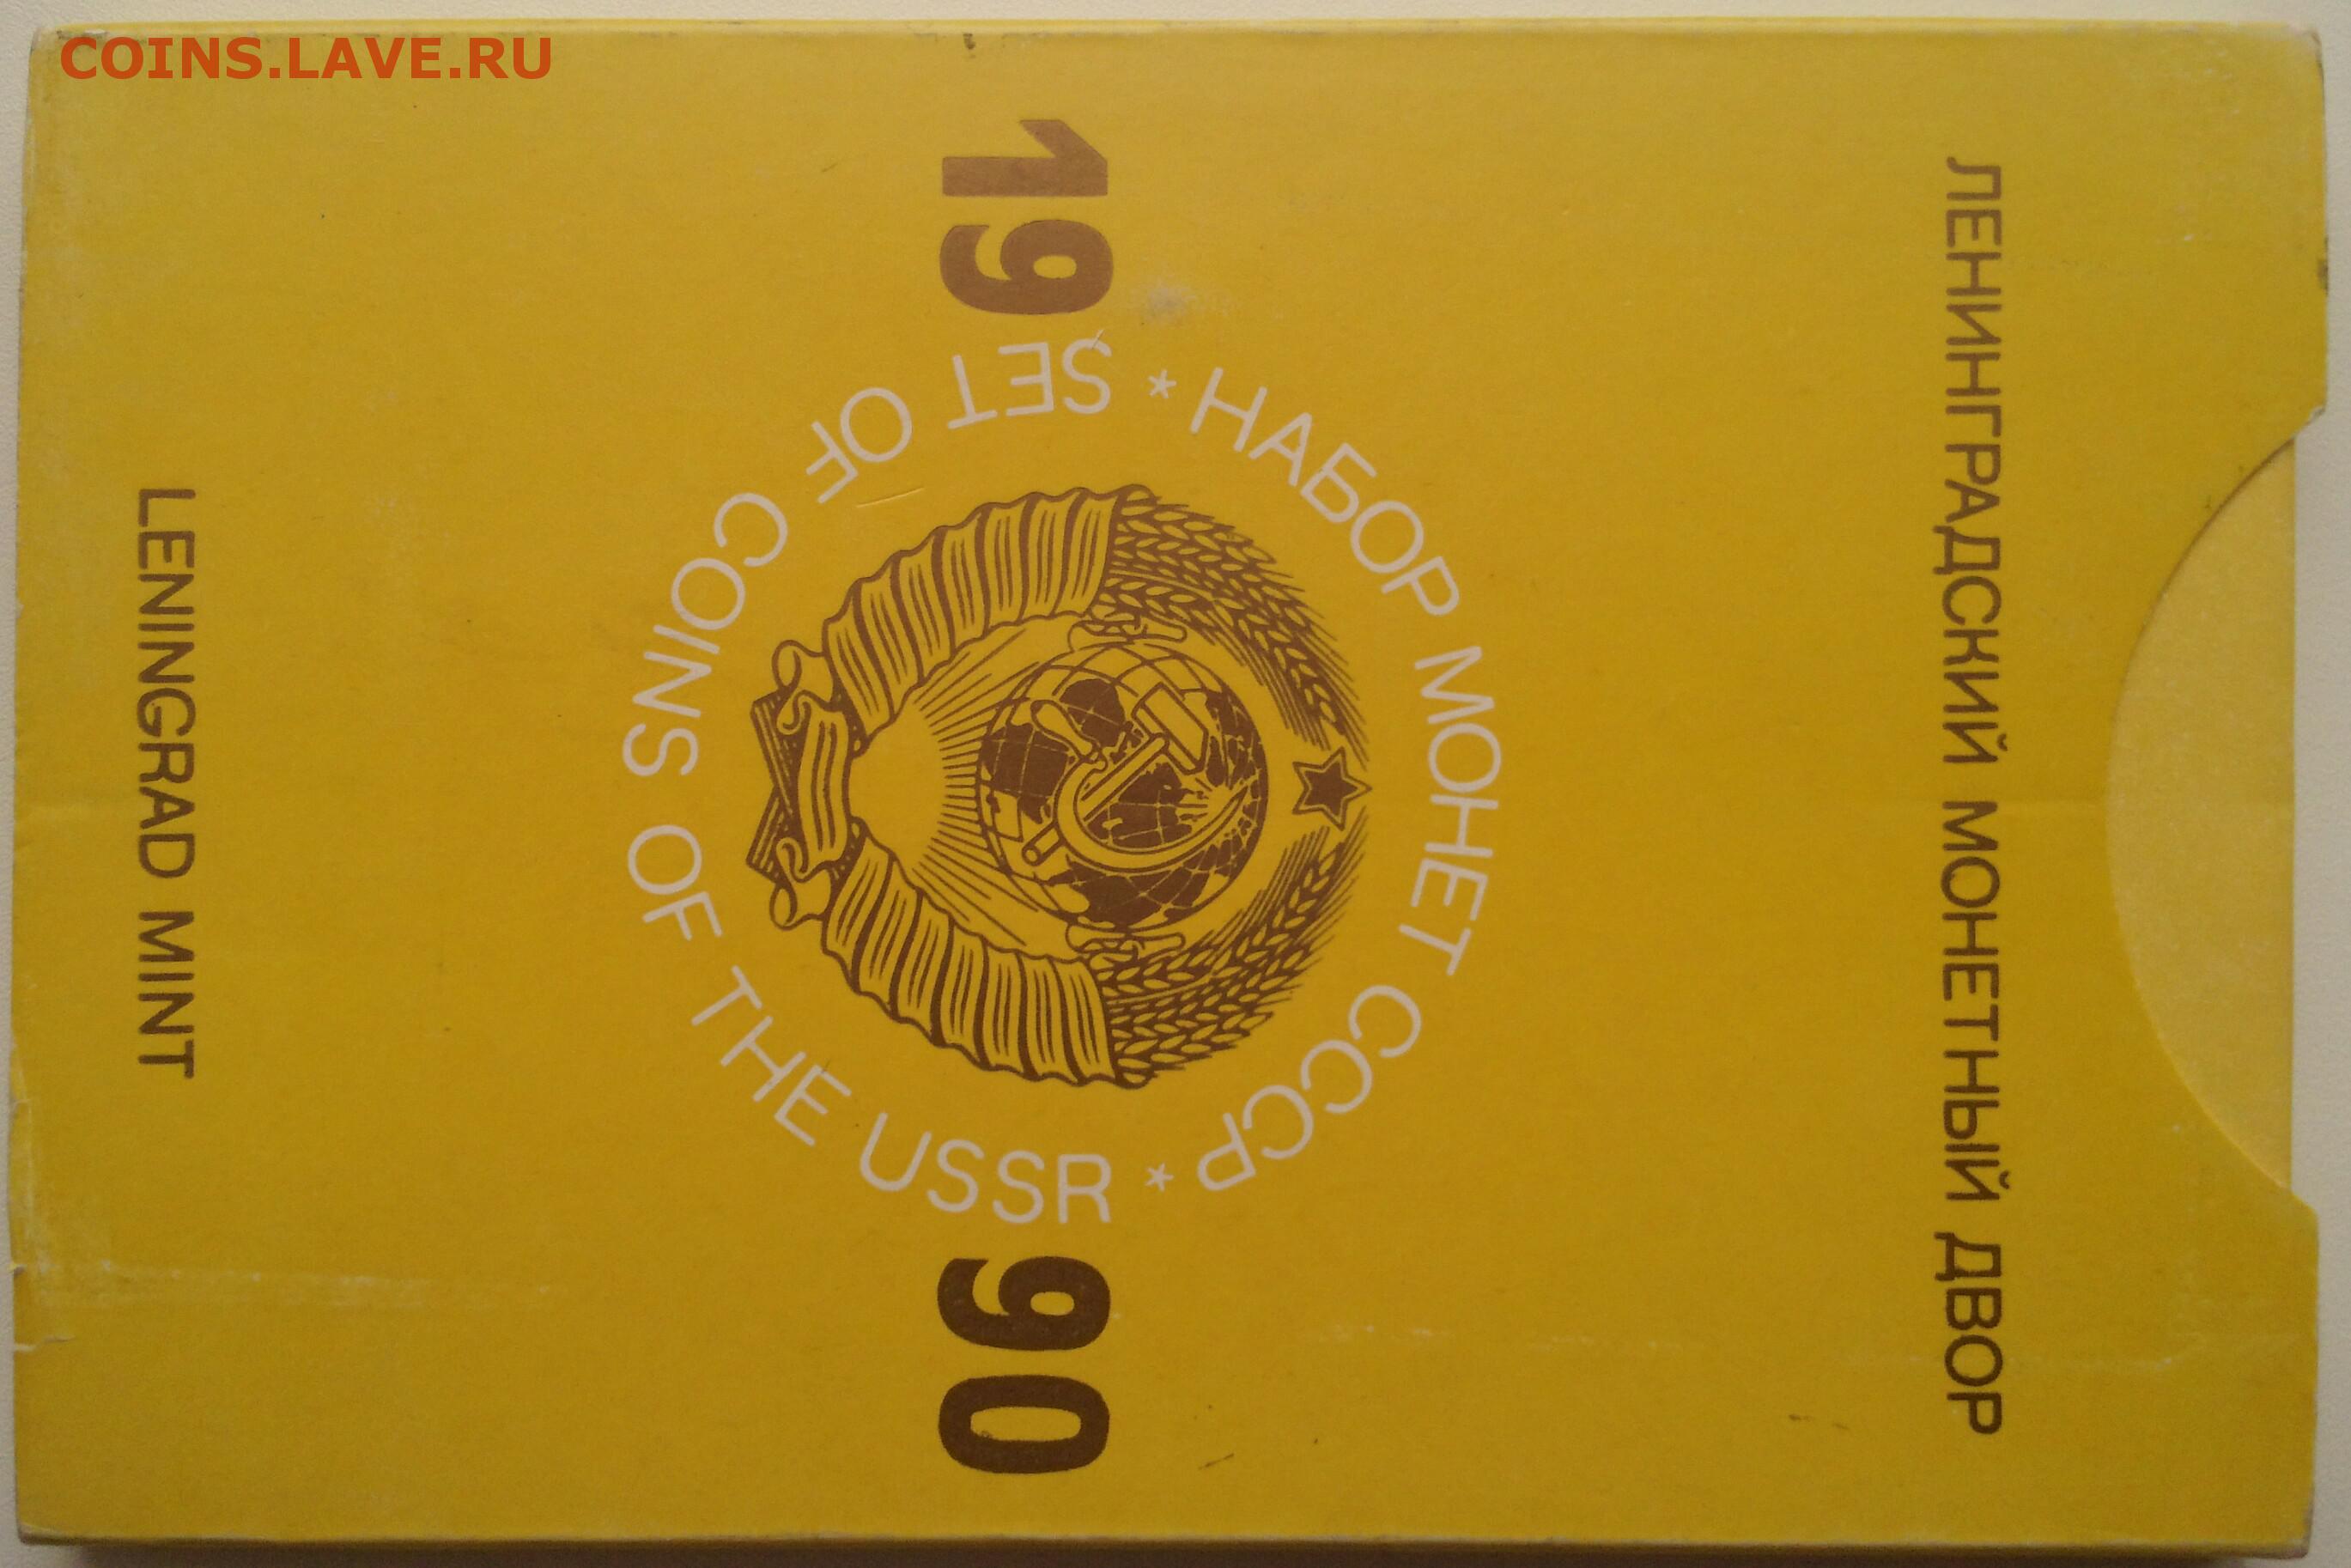 COINS.LAVE.RU
ЛЕНИНГРАДСКИЙ МОНЕТНЫЙ ДВОР
* НАБОР МОНЕТ СССР *
19 90
SET OF COINS OF THE USSR
LENINGRAD MINT